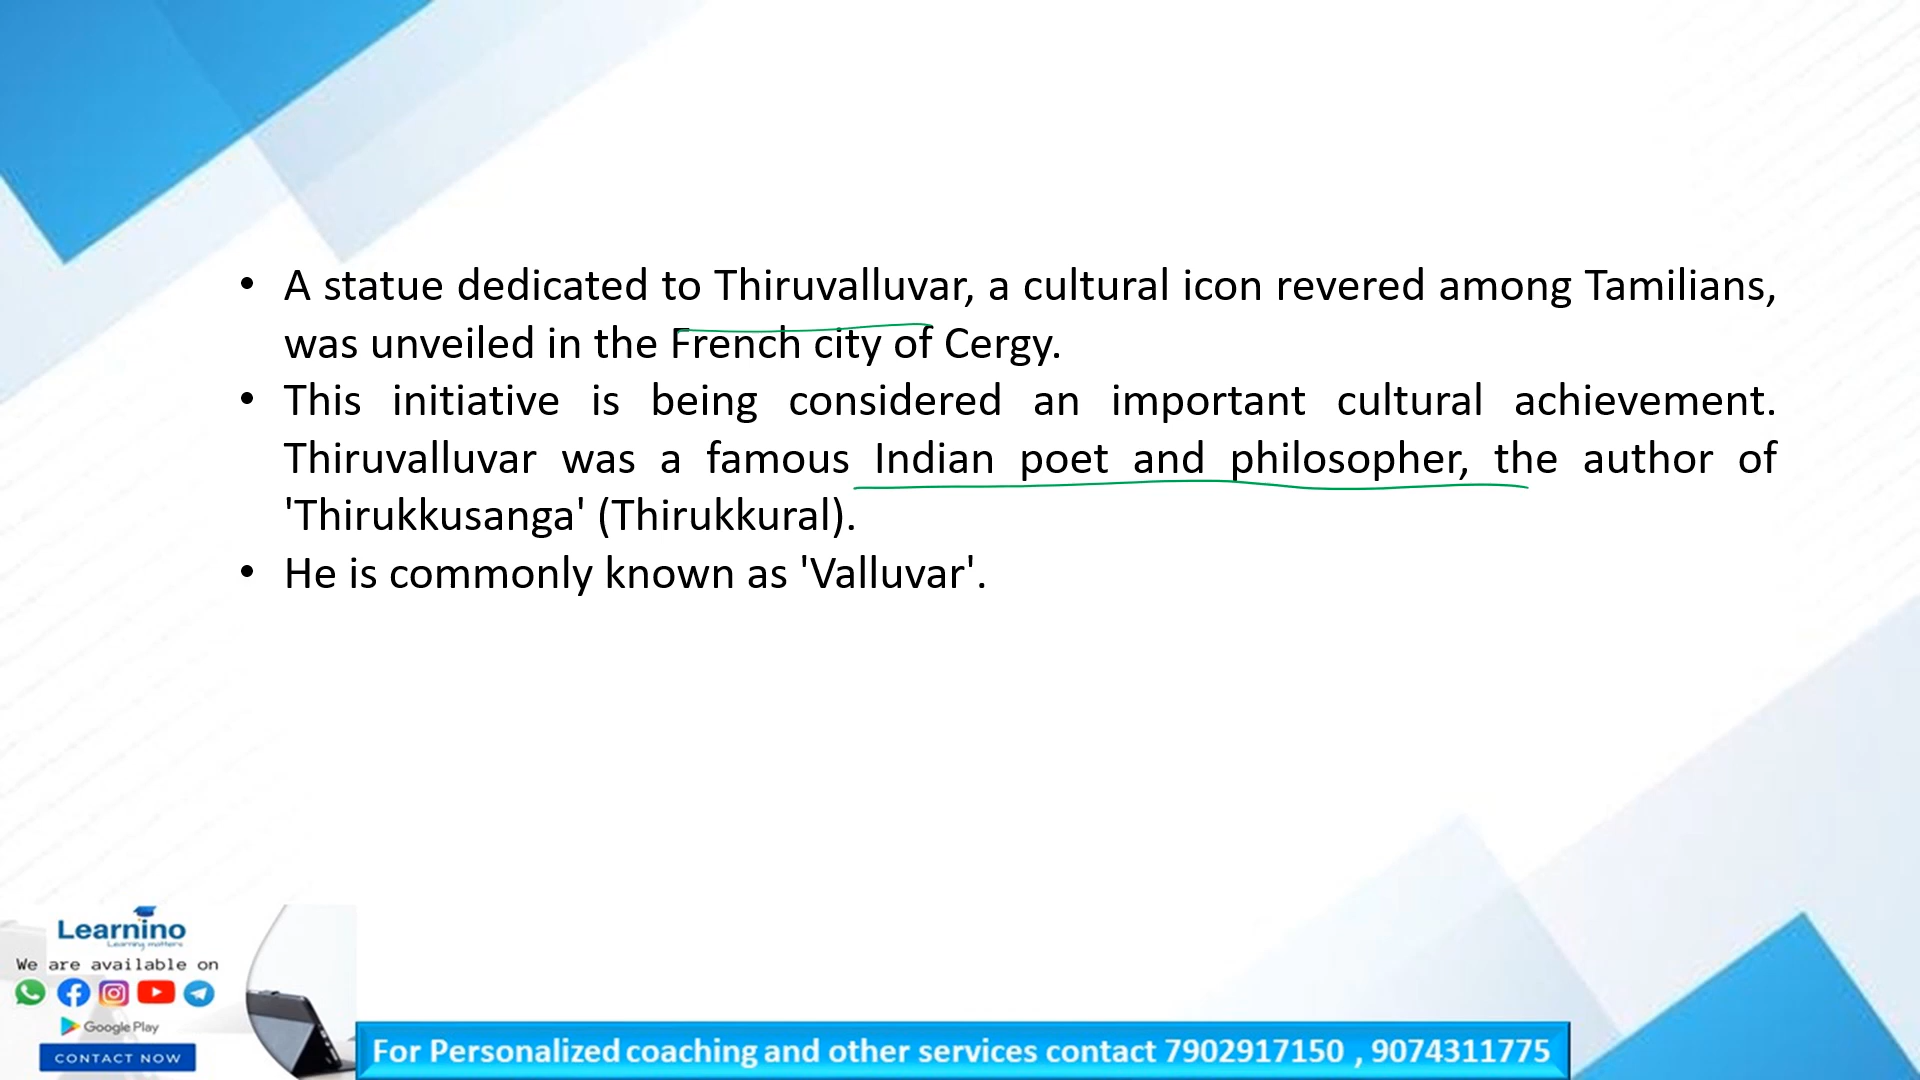 • A statue dedicated to Thiruvalluvar, a cultural icon revered among Tamilians,
was unveiled in the French city of Cergy.
• This initiative is being considered an important cultural achievement.
Thiruvalluvar was a famous Indian poet and philosopher, the author of
'Thirukkusanga' (Thirukkural).
• He is commonly known as 'Valluvar'.
Learnino
Learning matters
We are available on
Google Play
CONTACT NOW
For Personalized coaching and other services contact 7902917150 , 9074311775